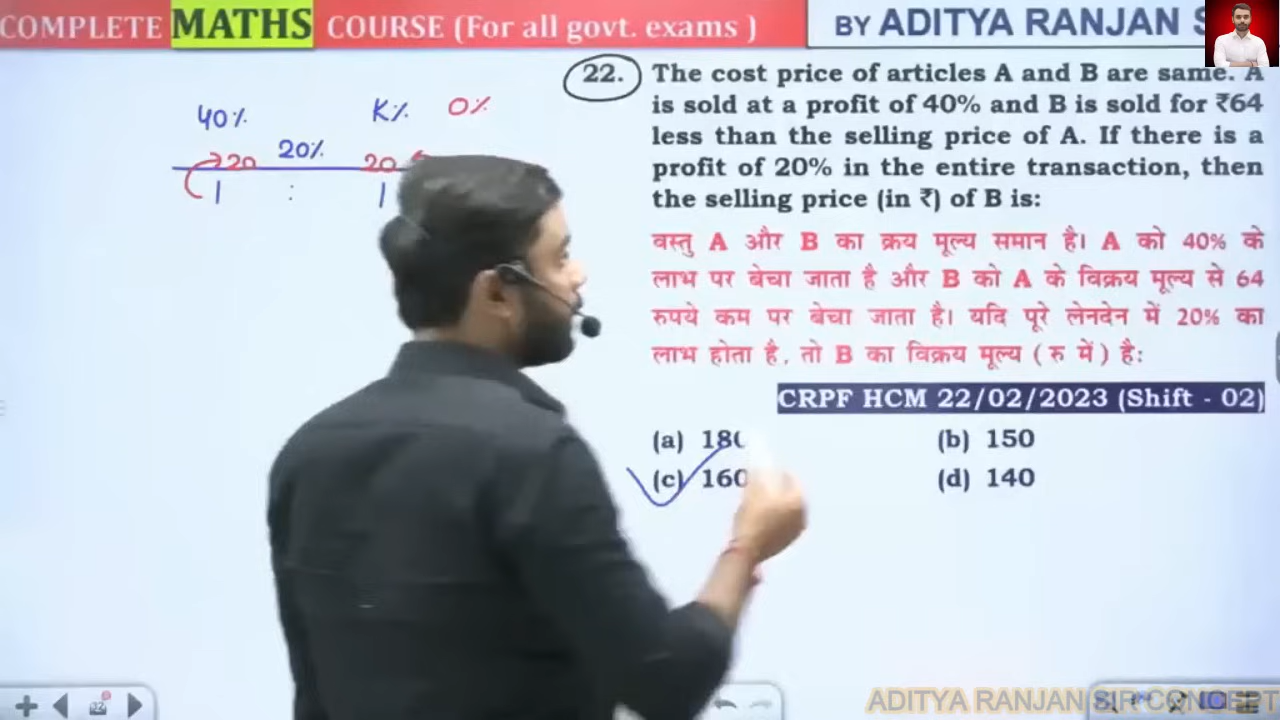 COMPLETE MATHS COURSE (For all govt. exams )
BY ADITYA RANJAN
22. The cost price of articles A and B are same. A
is sold at a profit of 40% and B is sold for ₹64
less than the selling price of A. If there is a
profit of 20% in the entire transaction, then
the selling price (in ₹) of B is:
वस्तु A और B का क्रय मूल्य समान है। A को 40% के
लाभ पर बेचा जाता है और B को A के विक्रय मूल्य से 64
रुपये कम पर बेचा जाता है। यदि पूरे लेनदेन में 20% का
लाभ होता है, तो B का विक्रय मूल्य ( रु में ) है:
CRPF HCM 22/02/2023 (Shift - 02)
(a) 180 (b) 150
(c) 160 (d) 140
40% K% 0%
20 20% 20
1 : 1
22
ADITYA RANJAN SIR CONCEPT